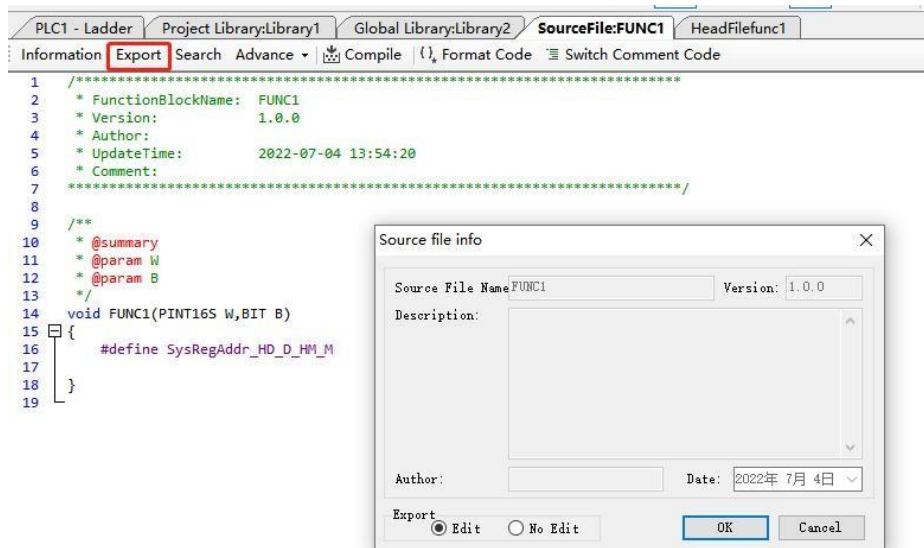 PLC1 - Ladder Project Library:Library1 Global Library:Library2 SourceFile:FUNC1 HeadFilefunc1
Information Export Search Advance Compile Format Code Switch Comment Code
1 /*************************************************************************
2 * FunctionBlockName: FUNC1
3 * Version: 1.0.0
4 * Author:
5 * UpdateTime: 2022-07-04 13:54:20
6 * Comment:
7 *************************************************************************/
8
9 /**
10 * @summary
11 * @param W
12 * @param B
13 */
14 void FUNC1(PINT16S W,BIT B)
15 {
16 #define SysRegAddr_HD_D_HM_M
17
18 }
19
Source file info
Source File Name FUNC1 Version: 1.0.0
Description:
Author: Date: 2022年 7月 4日
Export
Edit No Edit OK Cancel